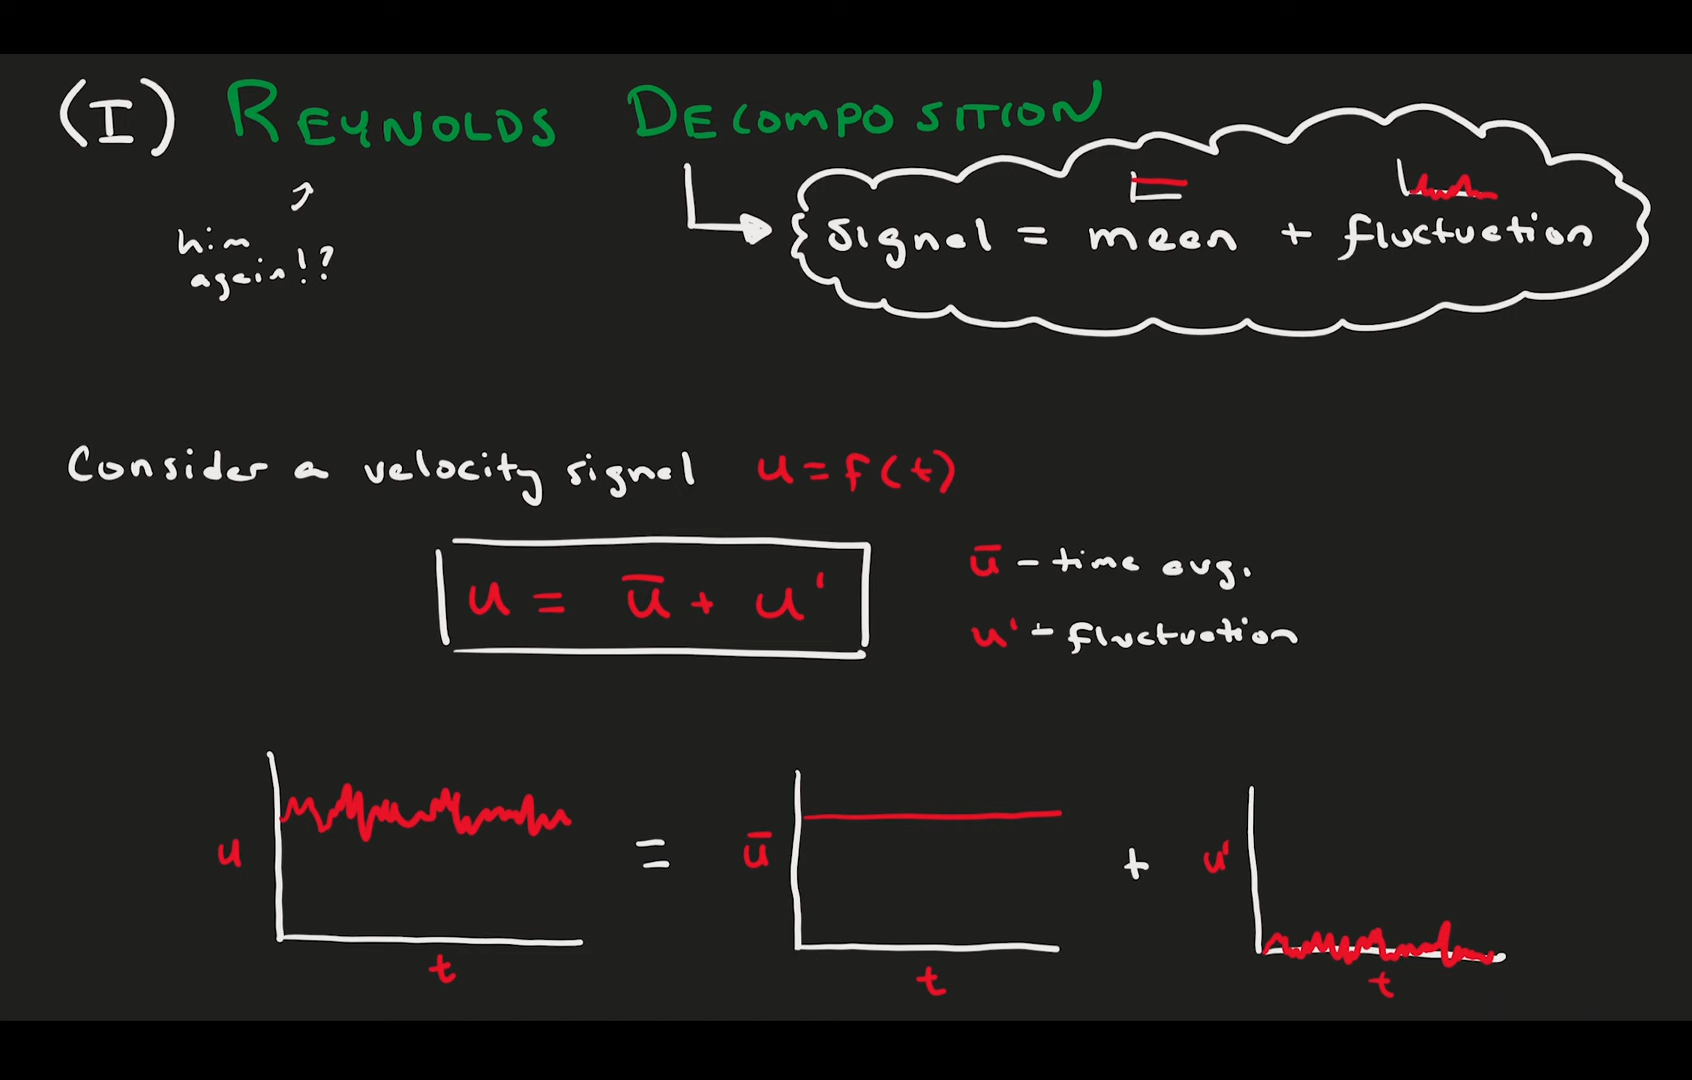 (I) REYNOLDS DECOMPOSITION
him
again!?
signal = mean + fluctuation
Consider a velocity signal u = f(t)
u = ū + u'
ū - time avg.
u' - fluctuation
u
t
=
ū
t
+
u'
t